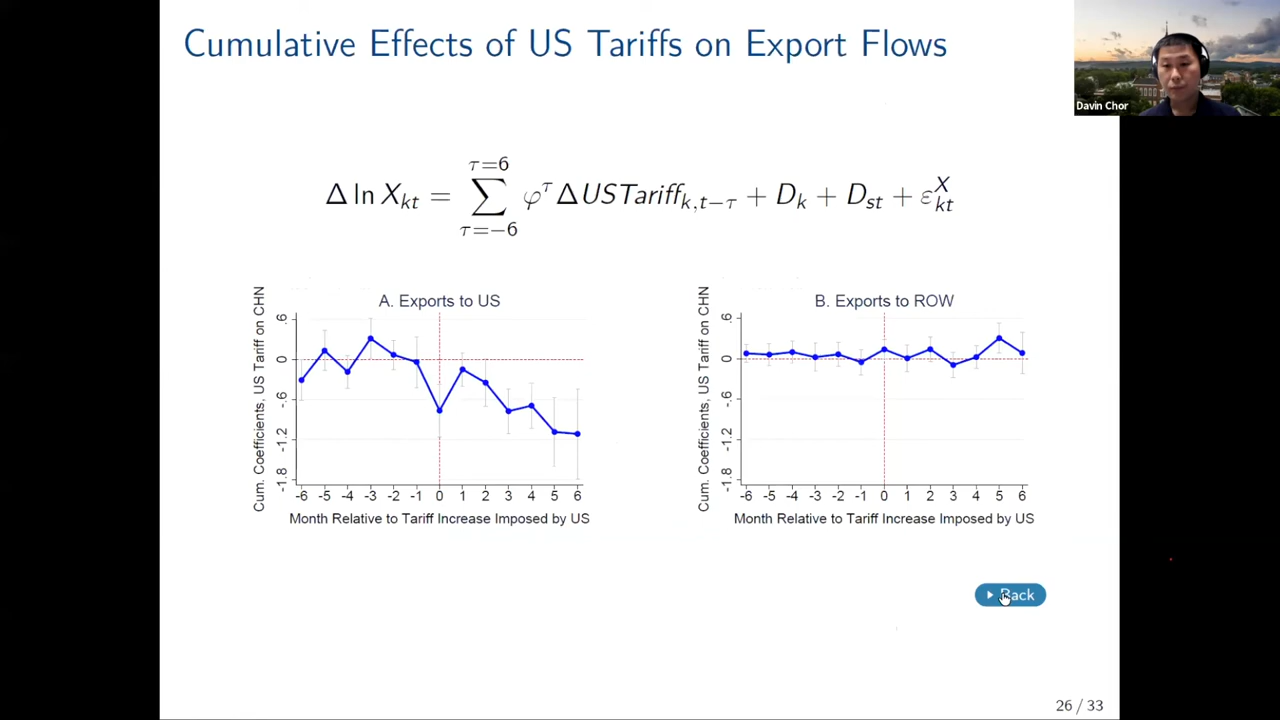 Cumulative Effects of US Tariffs on Export Flows
Davin Chor
Δ ln X_kt = ∑_{τ=−6}^{τ=6} φ^τ ΔUSTariff_{k,t−τ} + D_k + D_st + ε^X_kt
A. Exports to US
Cum. Coefficients, US Tariff on CHN
.6
0
-.6
-1.2
-1.8
-6 -5 -4 -3 -2 -1 0 1 2 3 4 5 6
Month Relative to Tariff Increase Imposed by US
B. Exports to ROW
Cum. Coefficients, US Tariff on CHN
.6
0
-.6
-1.2
-1.8
-6 -5 -4 -3 -2 -1 0 1 2 3 4 5 6
Month Relative to Tariff Increase Imposed by US
Back
26 / 33